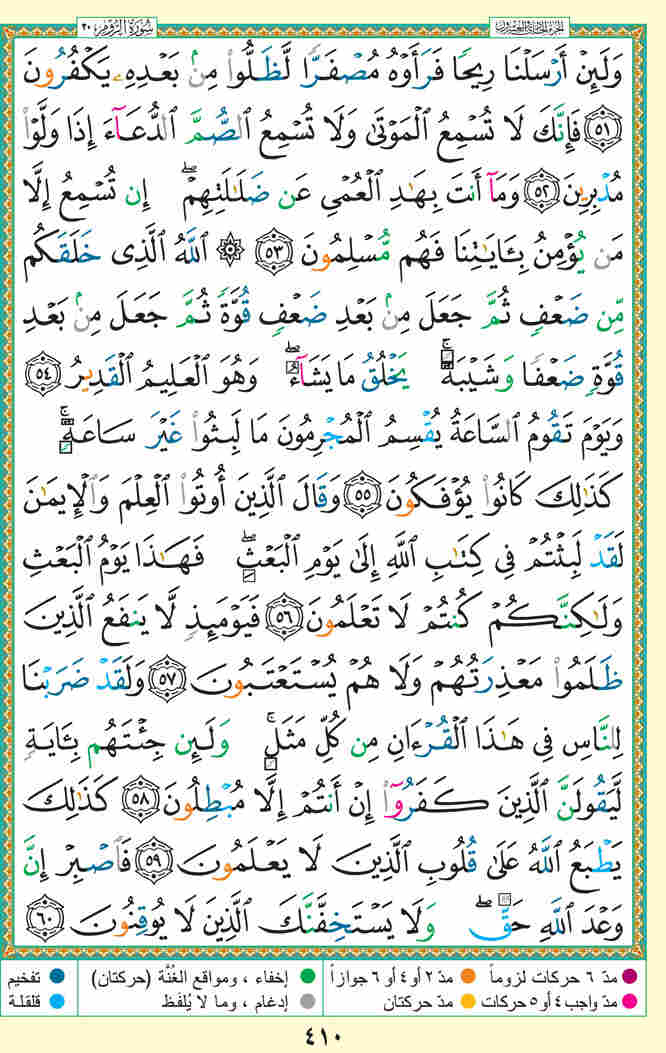 سُورَةُ الرُّومِ ٣٠
الجزء الحادي والعشرون
وَلَئِنْ أَرْسَلْنَا رِيحًا فَرَأَوْهُ مُصْفَرًّا لَّظَلُّوا۟ مِنۢ بَعْدِهِۦ يَكْفُرُونَ
﴿٥١﴾ فَإِنَّكَ لَا تُسْمِعُ ٱلْمَوْتَىٰ وَلَا تُسْمِعُ ٱلصُّمَّ ٱلدُّعَآءَ إِذَا وَلَّوْا۟
مُدْبِرِينَ ﴿٥٢﴾ وَمَآ أَنتَ بِهَـٰدِ ٱلْعُمْىِ عَن ضَلَـٰلَتِهِمْ ۖ إِن تُسْمِعُ إِلَّا
مَن يُؤْمِنُ بِـَٔايَـٰتِنَا فَهُم مُّسْلِمُونَ ﴿٥٣﴾ ۞ ٱللَّهُ ٱلَّذِى خَلَقَكُم
مِّن ضَعْفٍ ثُمَّ جَعَلَ مِنۢ بَعْدِ ضَعْفٍ قُوَّةً ثُمَّ جَعَلَ مِنۢ بَعْدِ
قُوَّةٍ ضَعْفًا وَشَيْبَةً ۚ يَخْلُقُ مَا يَشَآءُ ۖ وَهُوَ ٱلْعَلِيمُ ٱلْقَدِيرُ ﴿٥٤﴾
وَيَوْمَ تَقُومُ ٱلسَّاعَةُ يُقْسِمُ ٱلْمُجْرِمُونَ مَا لَبِثُوا۟ غَيْرَ سَاعَةٍ ۚ
كَذَٰلِكَ كَانُوا۟ يُؤْفَكُونَ ﴿٥٥﴾ وَقَالَ ٱلَّذِينَ أُوتُوا۟ ٱلْعِلْمَ وَٱلْإِيمَـٰنَ
لَقَدْ لَبِثْتُمْ فِى كِتَـٰبِ ٱللَّهِ إِلَىٰ يَوْمِ ٱلْبَعْثِ ۖ فَهَـٰذَا يَوْمُ ٱلْبَعْثِ
وَلَـٰكِنَّكُمْ كُنتُمْ لَا تَعْلَمُونَ ﴿٥٦﴾ فَيَوْمَئِذٍ لَّا يَنفَعُ ٱلَّذِينَ
ظَلَمُوا۟ مَعْذِرَتُهُمْ وَلَا هُمْ يُسْتَعْتَبُونَ ﴿٥٧﴾ وَلَقَدْ ضَرَبْنَا
لِلنَّاسِ فِى هَـٰذَا ٱلْقُرْءَانِ مِن كُلِّ مَثَلٍ ۚ وَلَئِن جِئْتَهُم بِـَٔايَةٍ
لَّيَقُولَنَّ ٱلَّذِينَ كَفَرُوٓا۟ إِنْ أَنتُمْ إِلَّا مُبْطِلُونَ ﴿٥٨﴾ كَذَٰلِكَ
يَطْبَعُ ٱللَّهُ عَلَىٰ قُلُوبِ ٱلَّذِينَ لَا يَعْلَمُونَ ﴿٥٩﴾ فَٱصْبِرْ إِنَّ
وَعْدَ ٱللَّهِ حَقٌّ ۖ وَلَا يَسْتَخِفَّنَّكَ ٱلَّذِينَ لَا يُوقِنُونَ ﴿٦٠﴾
مدّ ٦ حركات لزوماً مدّ ٢ أو ٤ أو ٦ جوازاً إخفاء ، ومواقع الغُنَّة (حركتان) تفخيم
مدّ واجب ٤ أو ٥ حركات مدّ حركتان إدغام ، وما لا يُلفَظ قلقلة
٤١٠